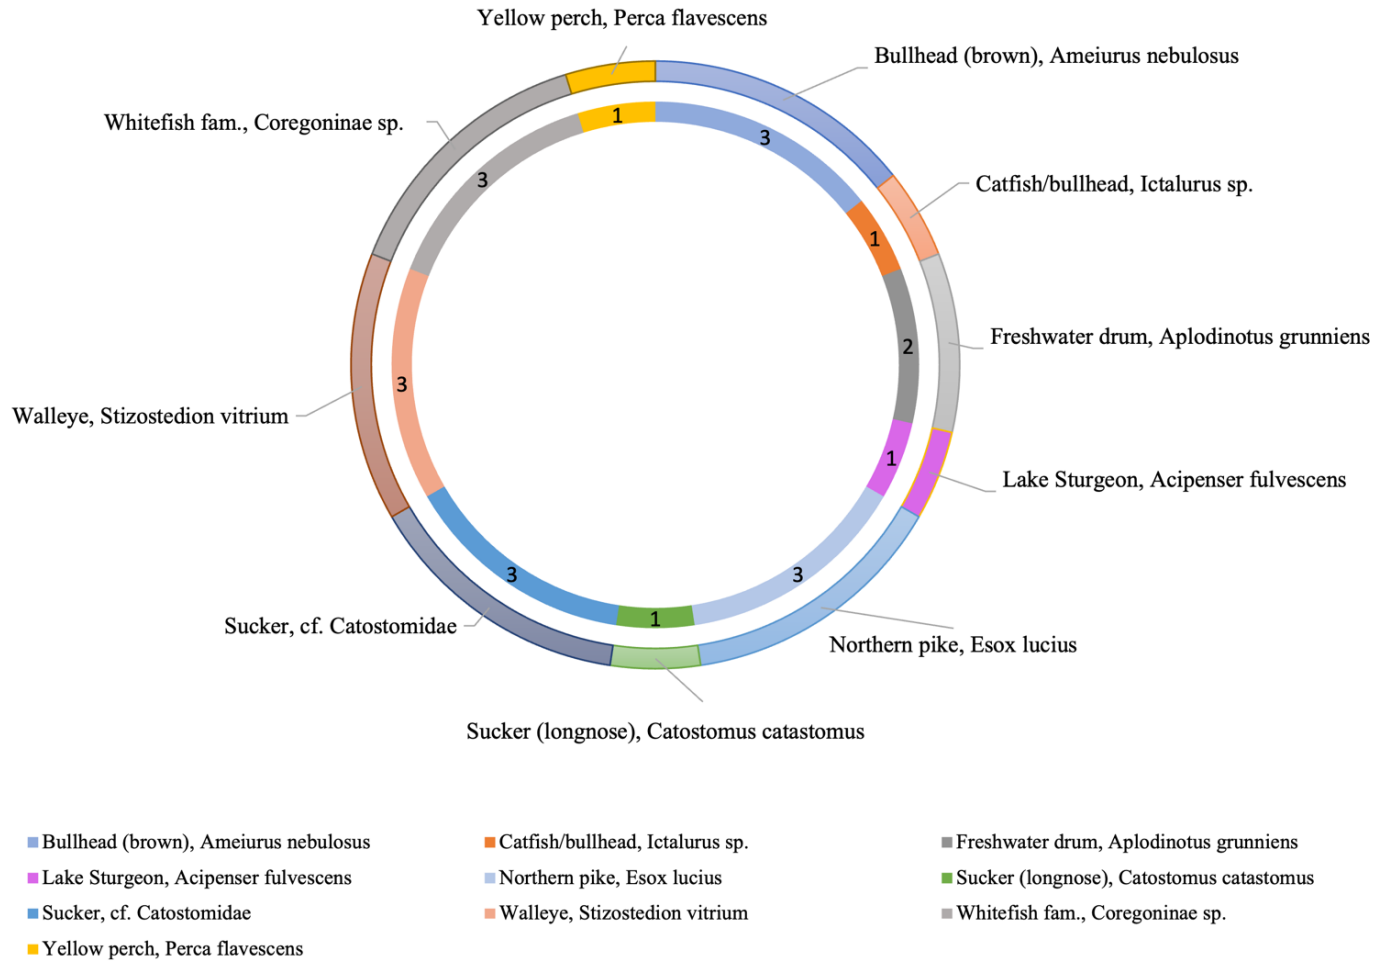 Yellow perch, Perca flavescens
Bullhead (brown), Ameiurus nebulosus
Whitefish fam., Coregoninae sp.
Catfish/bullhead, Ictalurus sp.
Freshwater drum, Aplodinotus grunniens
Walleye, Stizostedion vitrium
Lake Sturgeon, Acipenser fulvescens
Sucker, cf. Catostomidae
Northern pike, Esox lucius
Sucker (longnose), Catostomus catastomus
1
3
3
1
2
3
1
3
3
1
Bullhead (brown), Ameiurus nebulosus
Catfish/bullhead, Ictalurus sp.
Freshwater drum, Aplodinotus grunniens
Lake Sturgeon, Acipenser fulvescens
Northern pike, Esox lucius
Sucker (longnose), Catostomus catastomus
Sucker, cf. Catostomidae
Walleye, Stizostedion vitrium
Whitefish fam., Coregoninae sp.
Yellow perch, Perca flavescens